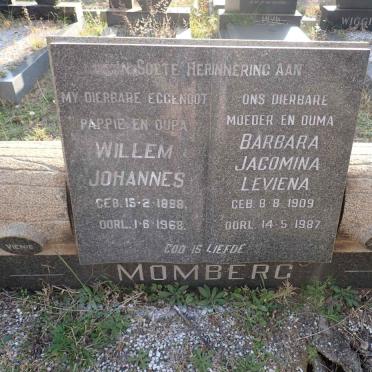 In Soete Herinnering Aan
My Dierbare Eggenoot
Pappie en Oupa
Willem
Johannes
Geb. 15-2-1898.
Oorl. 1-6-1968.
Ons Dierbare
Moeder en Ouma
Barbara
Jacomina
Leviena
Geb. 8-8-1909
Oorl. 14-5-1987.
God is Liefde
Momberg